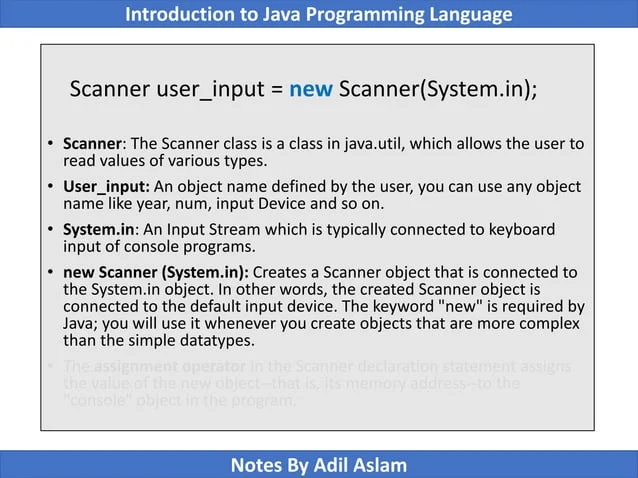 Introduction to Java Programming Language
Scanner user_input = new Scanner(System.in);
• Scanner: The Scanner class is a class in java.util, which allows the user to
read values of various types.
• User_input: An object name defined by the user, you can use any object
name like year, num, input Device and so on.
• System.in: An Input Stream which is typically connected to keyboard
input of console programs.
• new Scanner (System.in): Creates a Scanner object that is connected to
the System.in object. In other words, the created Scanner object is
connected to the default input device. The keyword "new" is required by
Java; you will use it whenever you create objects that are more complex
than the simple datatypes.
• The assignment operator in the Scanner declaration statement assigns
the value of the new object--that is, its memory address--to the
"console" object in the program.
Notes By Adil Aslam